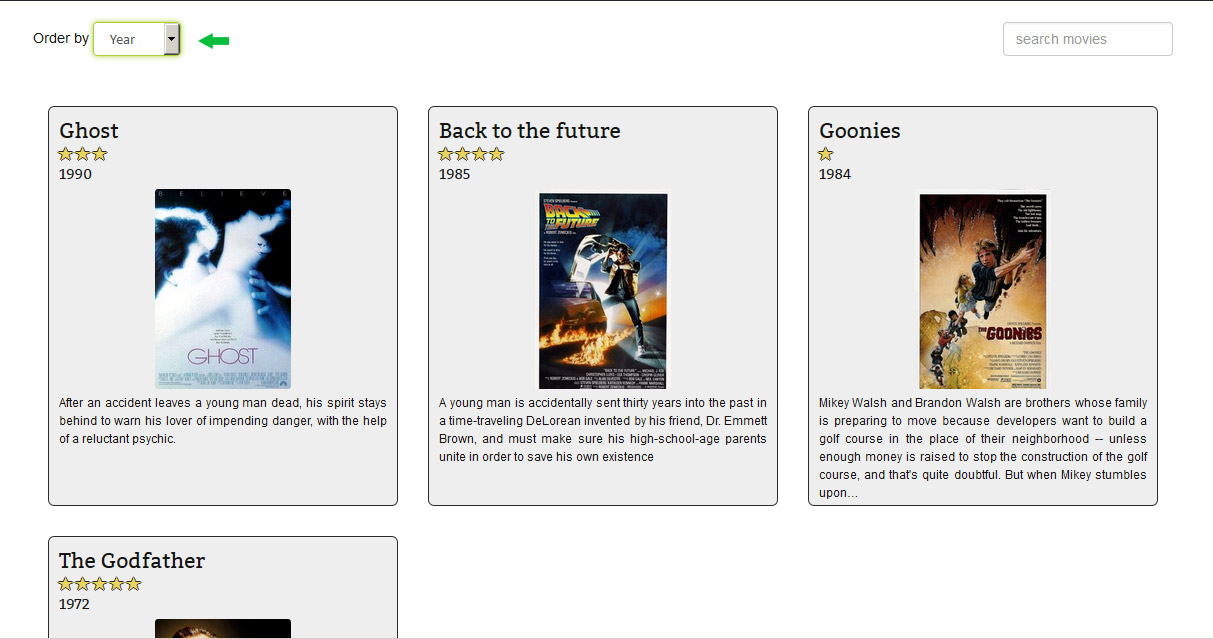 Order by Year
search movies
Ghost
1990
BELIEVE
GHOST
After an accident leaves a young man dead, his spirit stays
behind to warn his lover of impending danger, with the help
of a reluctant psychic.
Back to the future
1985
BACK
TO THE FUTURE
A young man is accidentally sent thirty years into the past in
a time-traveling DeLorean invented by his friend, Dr. Emmett
Brown, and must make sure his high-school-age parents
unite in order to save his own existence
Goonies
1984
THE GOONIES
Mikey Walsh and Brandon Walsh are brothers whose family
is preparing to move because developers want to build a
golf course in the place of their neighborhood -- unless
enough money is raised to stop the construction of the golf
course, and that's quite doubtful. But when Mikey stumbles
upon...
The Godfather
1972